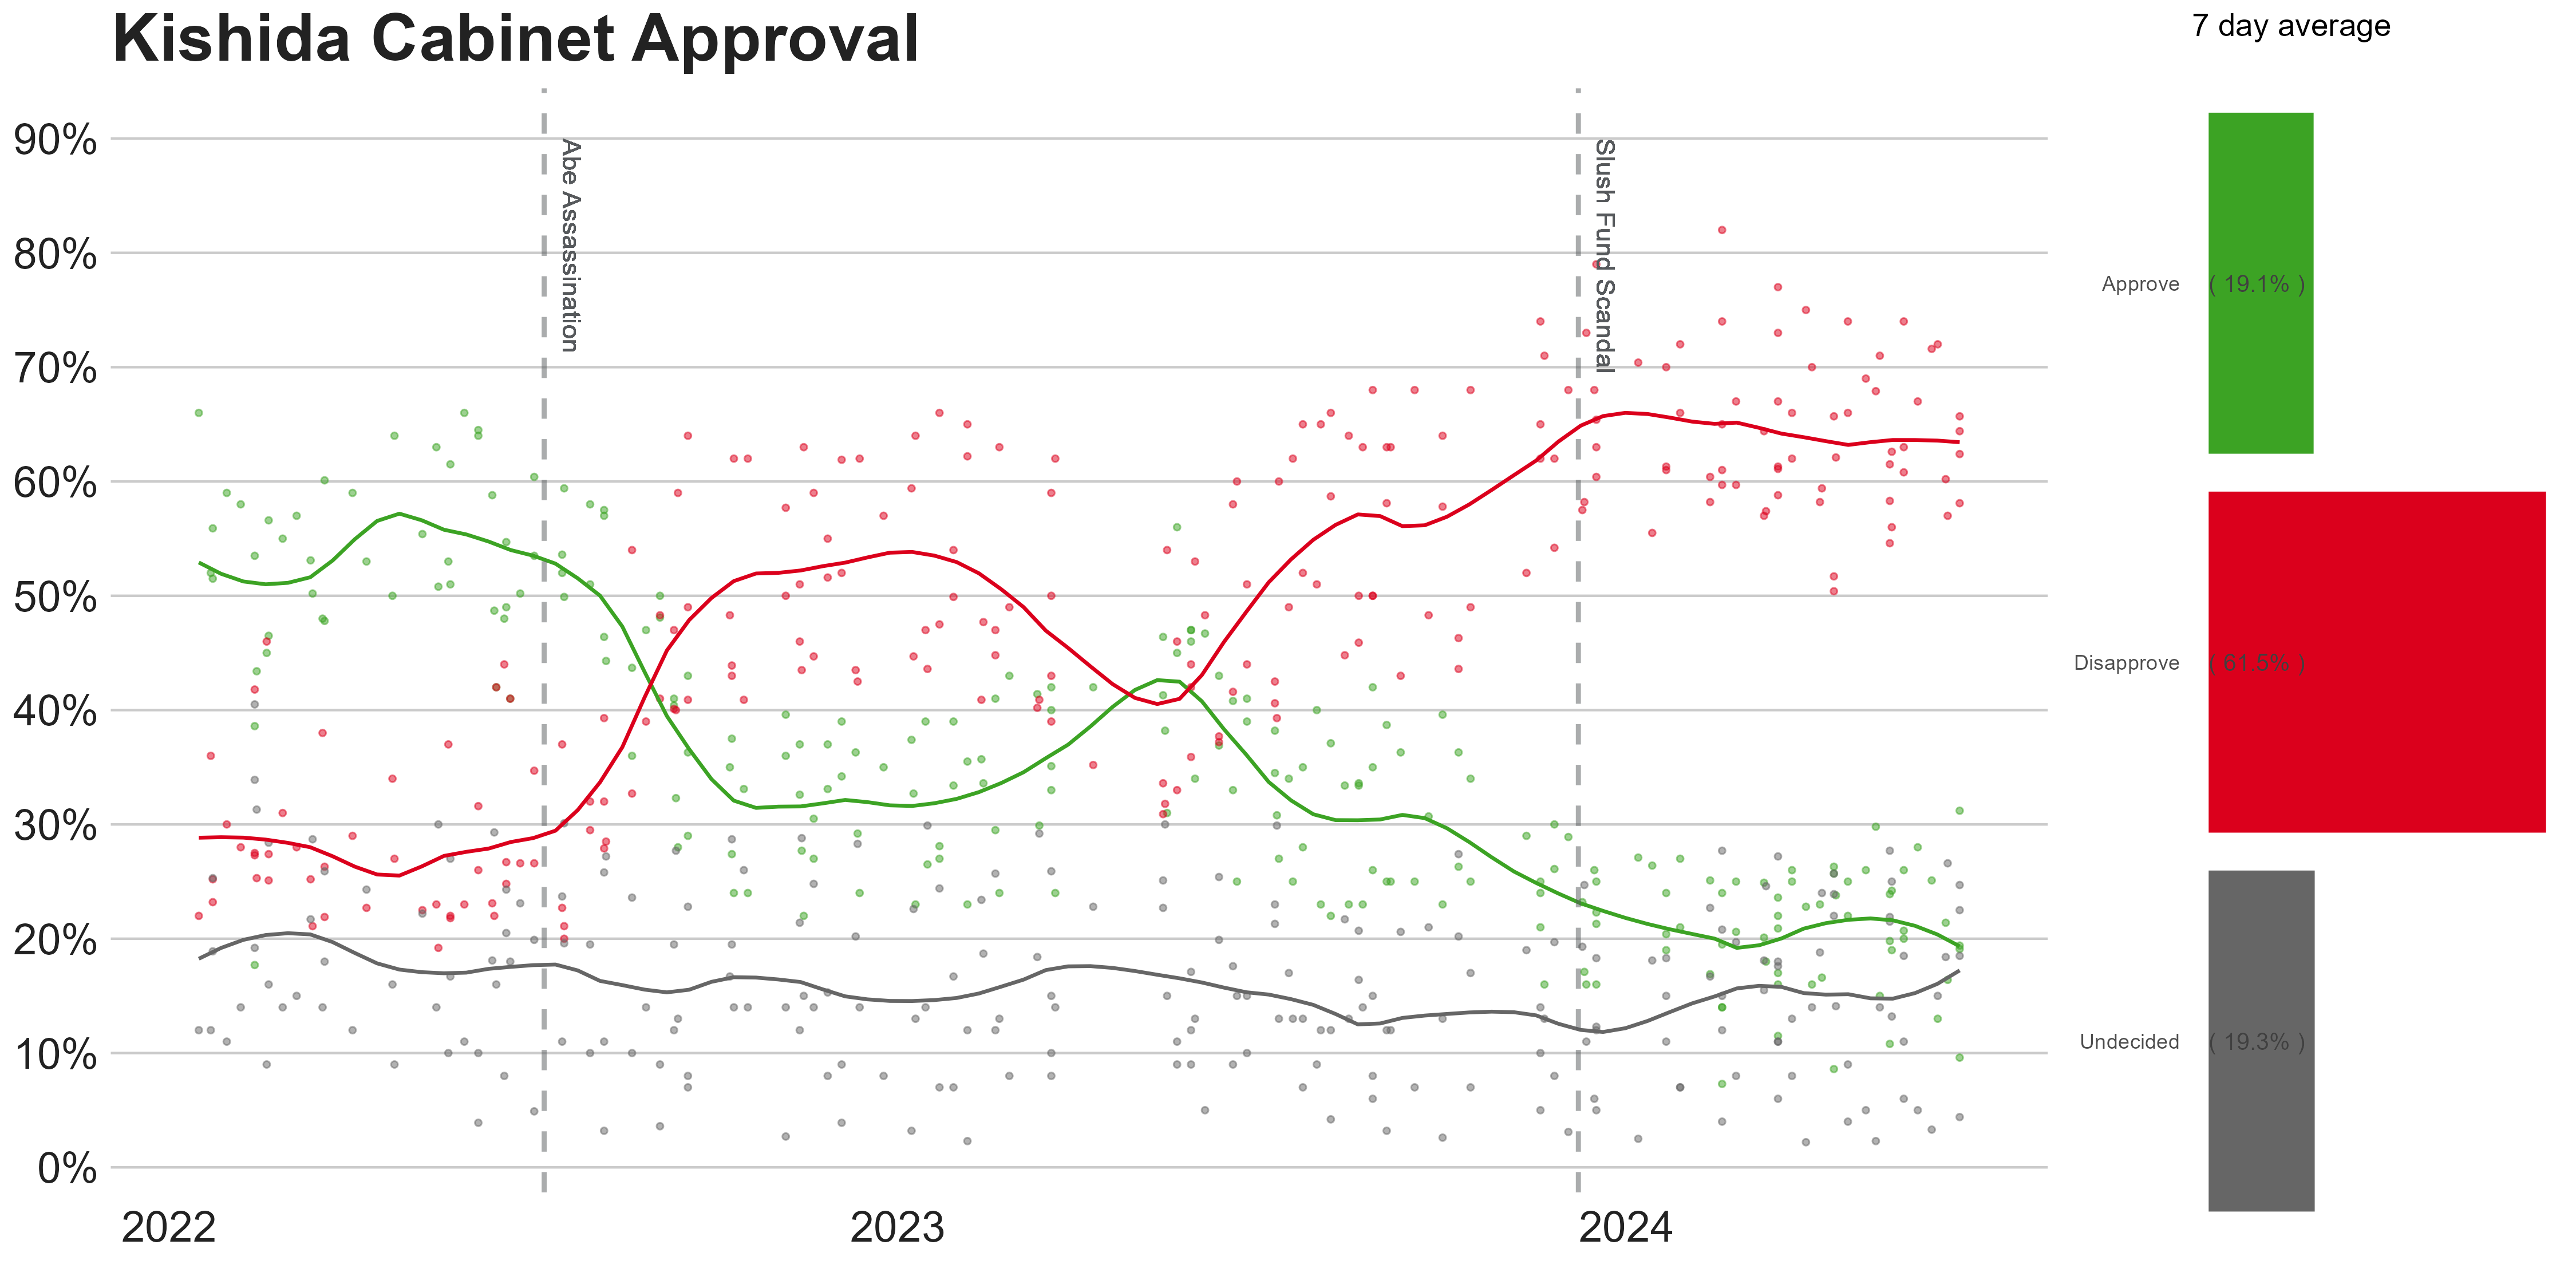 Kishida Cabinet Approval
7 day average
90%
80%
70%
60%
50%
40%
30%
20%
10%
0%
Abe Assassination
Slush Fund Scandal
2022
2023
2024
Approve ( 19.1% )
Disapprove ( 61.5% )
Undecided ( 19.3% )